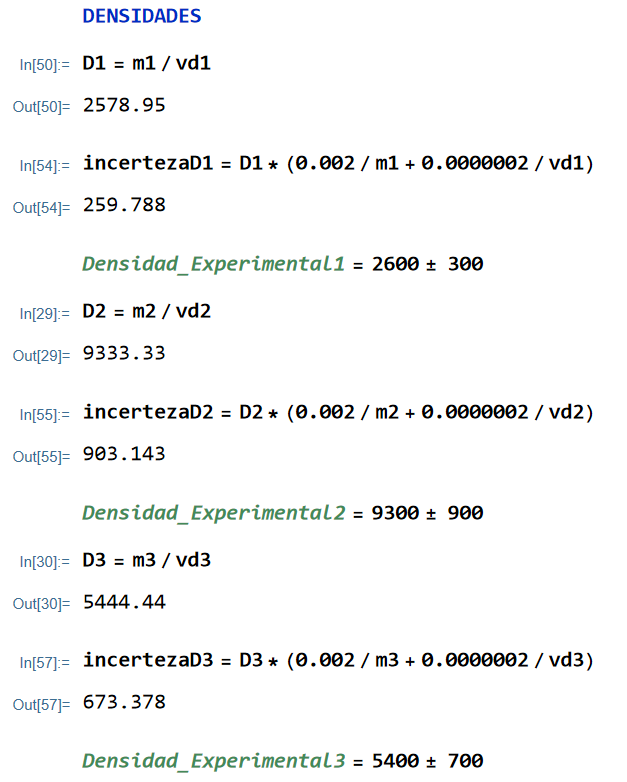 DENSIDADES
In[50]:= D1 = m1 / vd1
Out[50]= 2578.95
In[54]:= incertezaD1 = D1 * (0.002 / m1 + 0.0000002 / vd1)
Out[54]= 259.788
Densidad_Experimental1 = 2600 ± 300
In[29]:= D2 = m2 / vd2
Out[29]= 9333.33
In[55]:= incertezaD2 = D2 * (0.002 / m2 + 0.0000002 / vd2)
Out[55]= 903.143
Densidad_Experimental2 = 9300 ± 900
In[30]:= D3 = m3 / vd3
Out[30]= 5444.44
In[57]:= incertezaD3 = D3 * (0.002 / m3 + 0.0000002 / vd3)
Out[57]= 673.378
Densidad_Experimental3 = 5400 ± 700